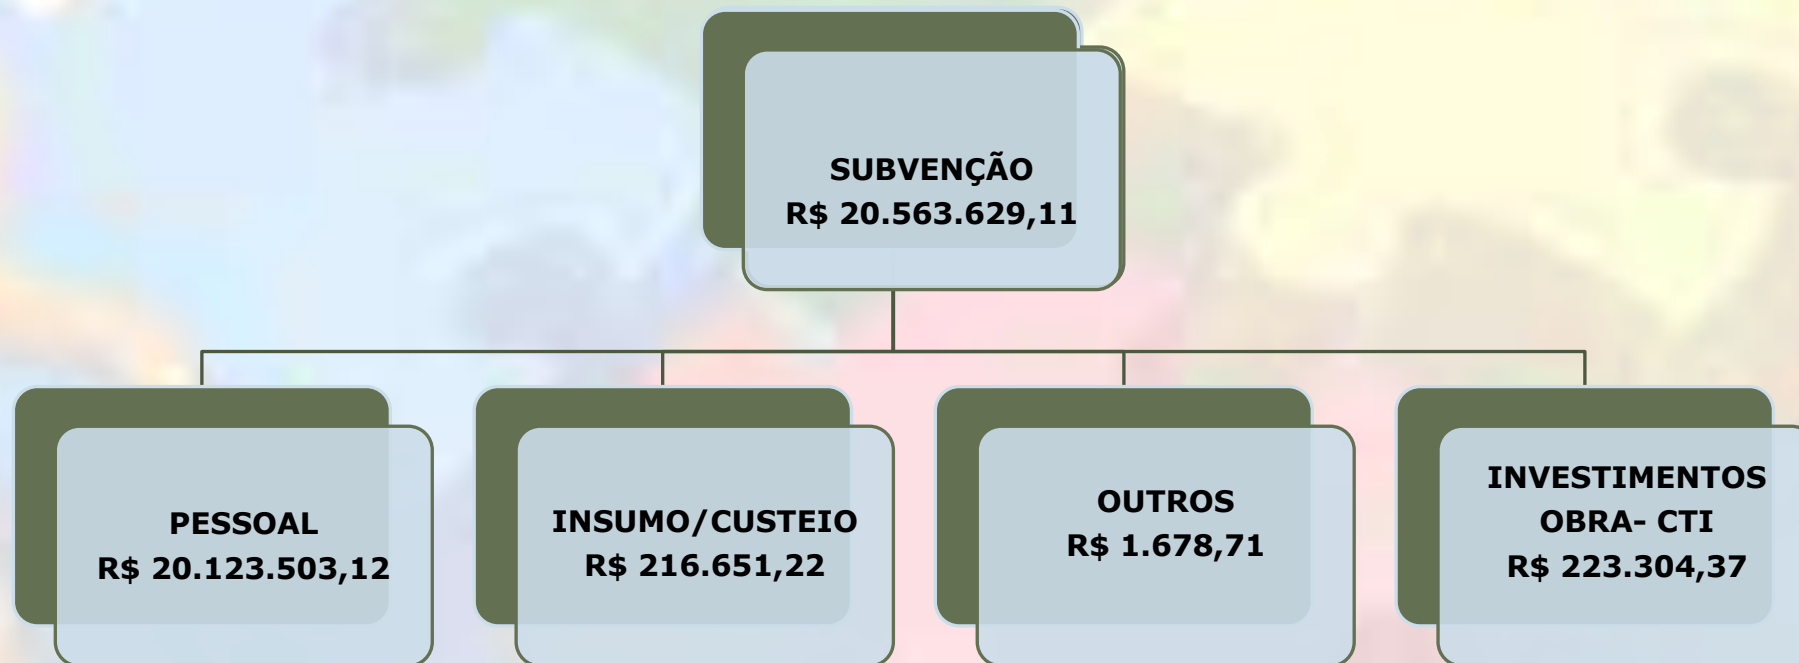 SUBVENÇÃO
R$ 20.563.629,11
PESSOAL
R$ 20.123.503,12
INSUMO/CUSTEIO
R$ 216.651,22
OUTROS
R$ 1.678,71
INVESTIMENTOS
OBRA- CTI
R$ 223.304,37